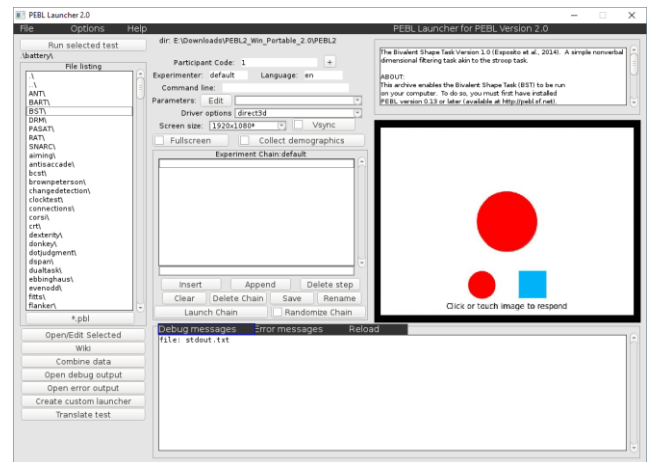 PEBL Launcher 2.0
File Options Help
PEBL Launcher for PEBL Version 2.0
Run selected test
.\battery\
File listing
.\
..\
ANT\
BART\
BST\
DRM\
PASAT\
RAT\
SNARC\
aiming\
antisaccade\
bcst\
brownpeterson\
changedetection\
clocktest\
connections\
corsi\
crt\
dexterity\
donkey\
dotjudgment\
dspan\
dualtask\
ebbinghaus\
evenodd\
fitts\
flanker\
*.pbl
Open/Edit Selected
Wiki
Combine data
Open debug output
Open error output
Create custom launcher
Translate test
dir: E:\Downloads\PEBL2_Win_Portable_2.0\PEBL2
Participant Code: 1 +
Experimenter: default Language: en
Command line:
Parameters: Edit
Driver options direct3d
Screen size: 1920x1080* Vsync
Fullscreen Collect demographics
Experiment Chain:default
Insert Append Delete step
Clear Delete Chain Save Rename
Launch Chain Randomize Chain
The Bivalent Shape Task Version 1.0 (Esposito et al., 2014). A simple nonverbal
dimensional filtering task akin to the stroop task.
ABOUT:
This archive enables the Bivalent Shape Task (BST) to be run
on your computer. To do so, you must first have installed
PEBL version 0.13 or later (available at http://pebl.sf.net).
Click or touch image to respond
Debug messages Error messages Reload
file: stdout.txt